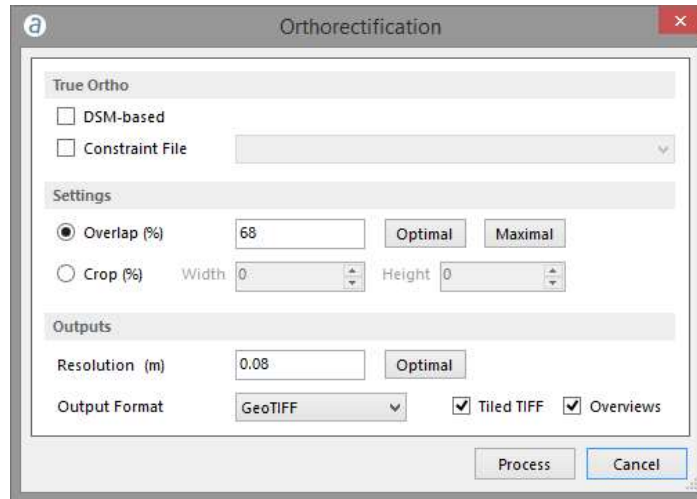 a Orthorectification x
True Ortho
DSM-based
Constraint File
Settings
Overlap (%) 68 Optimal Maximal
Crop (%) Width 0 Height 0
Outputs
Resolution (m) 0.08 Optimal
Output Format GeoTIFF Tiled TIFF Overviews
Process Cancel